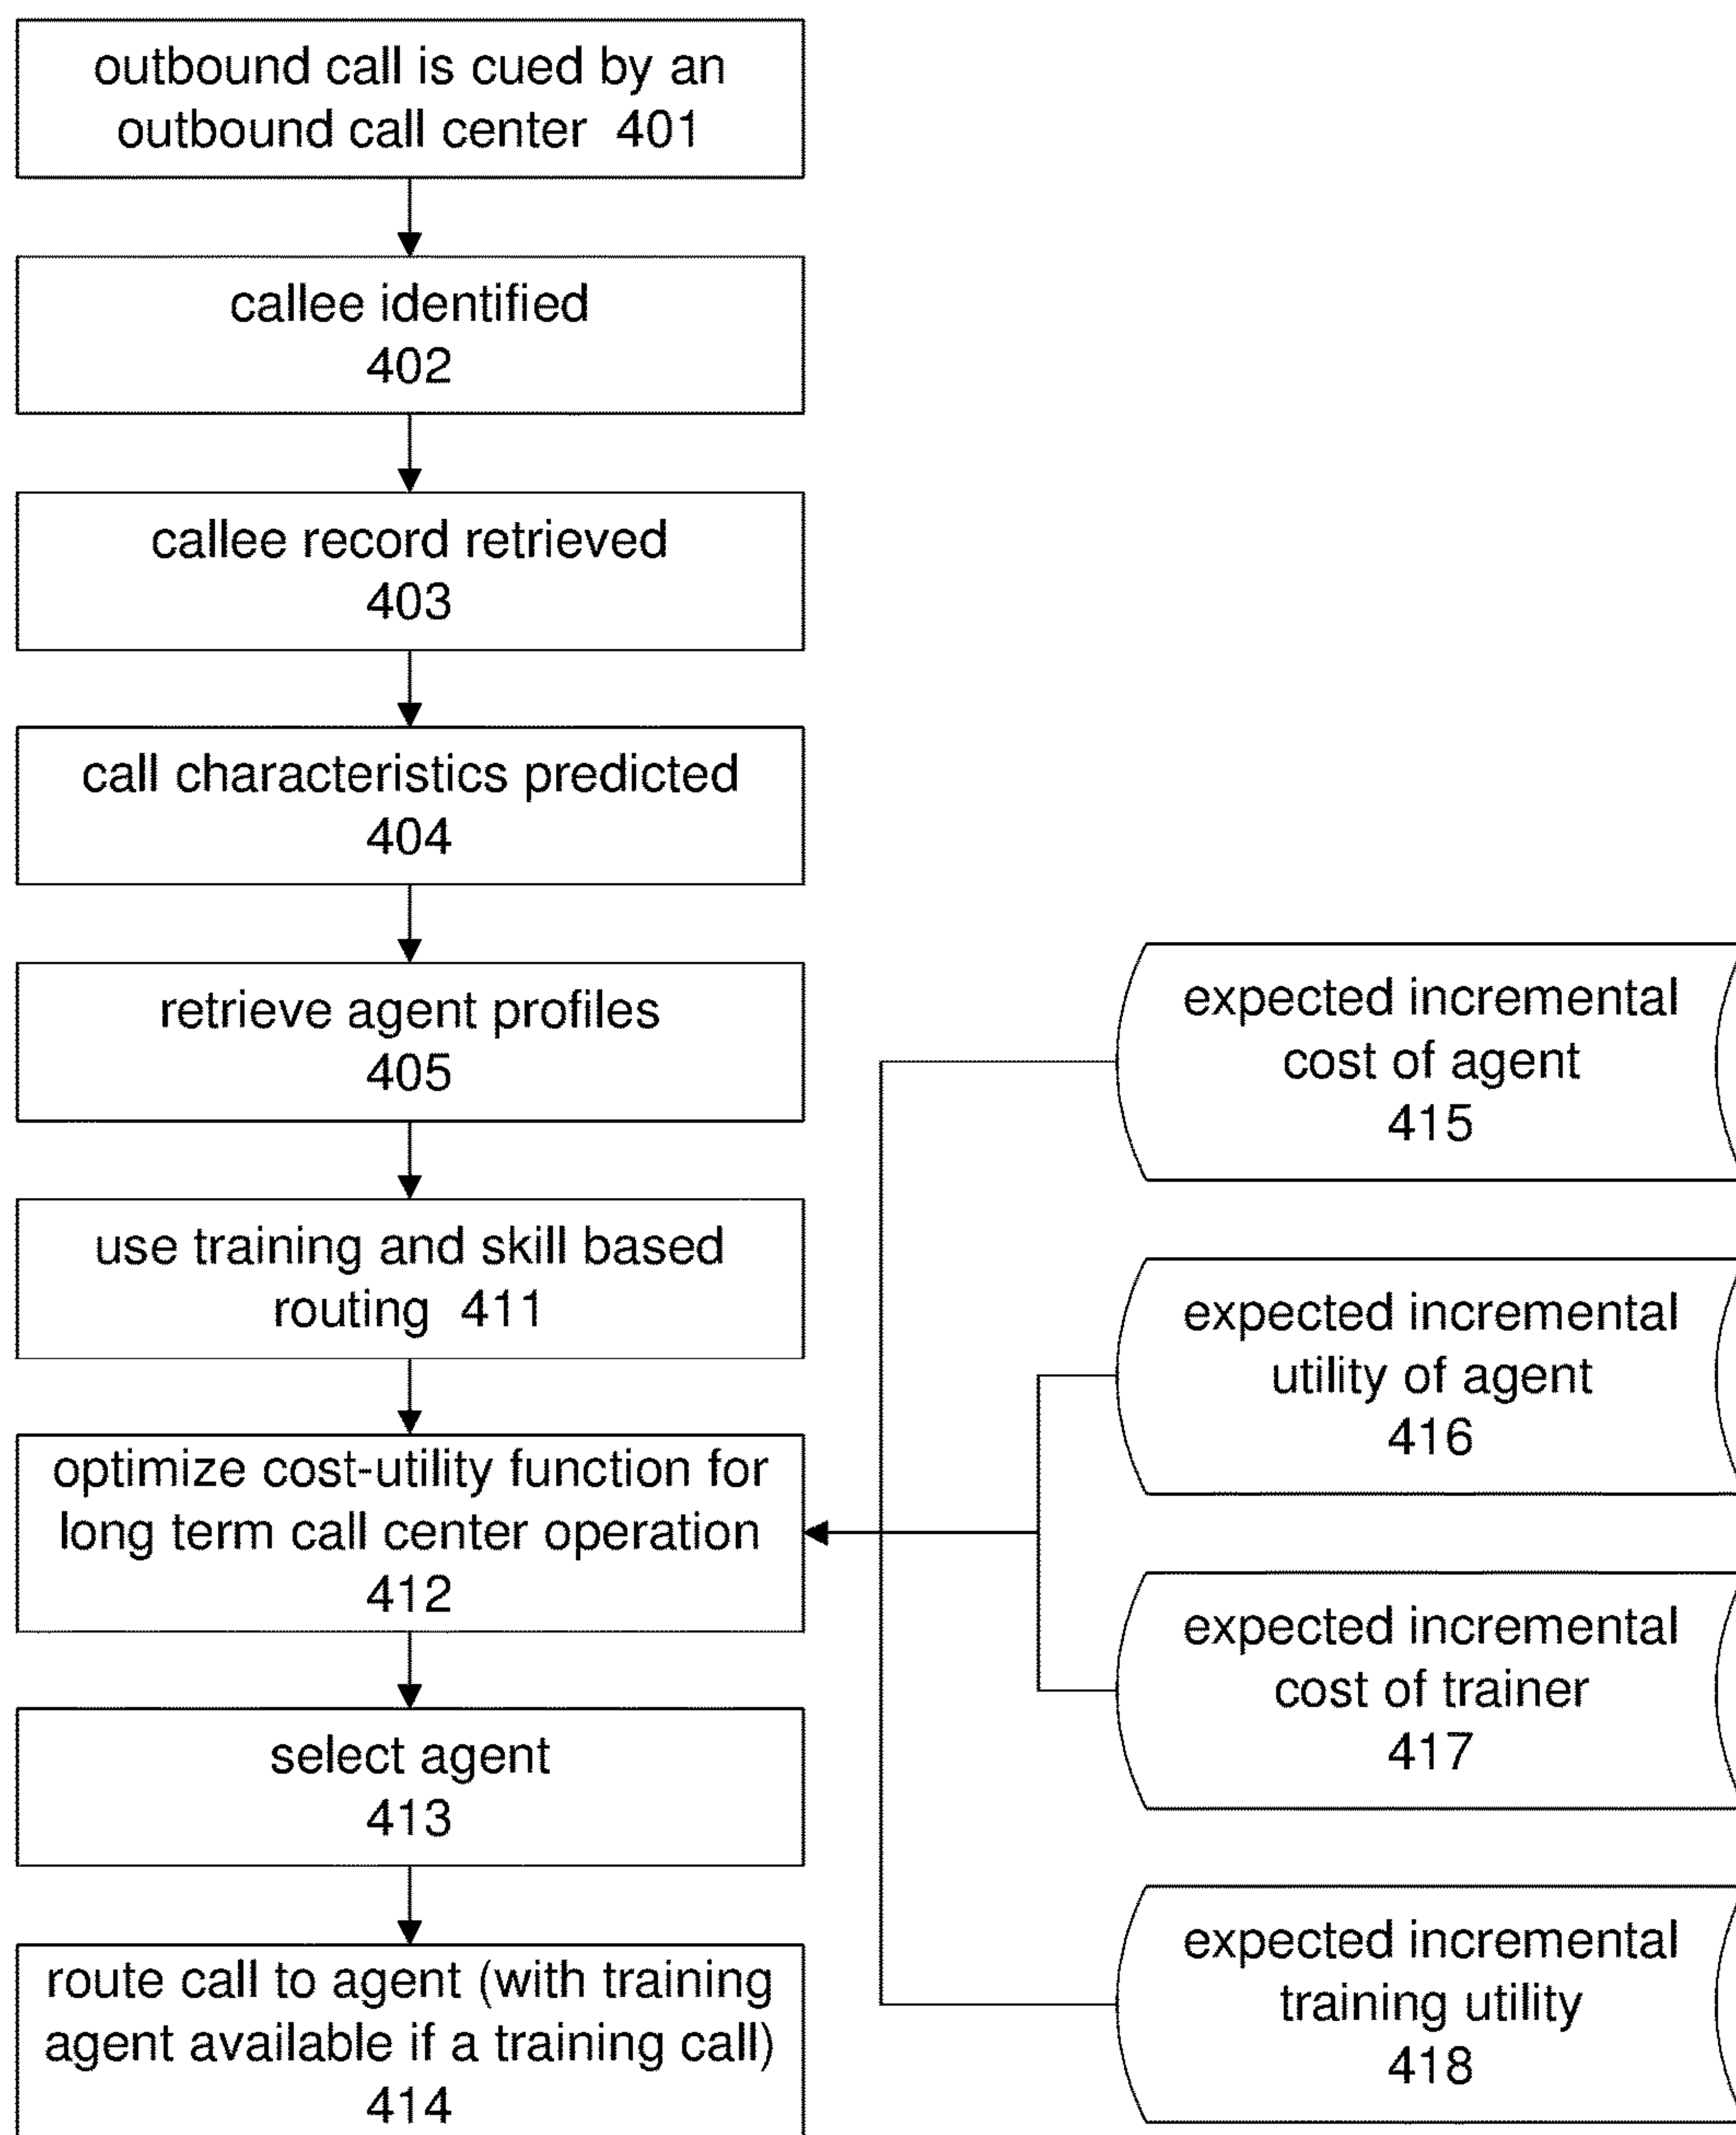 outbound call is cued by an
outbound call center 401
callee identified
402
callee record retrieved
403
call characteristics predicted
404
retrieve agent profiles
405
use training and skill based
routing 411
optimize cost-utility function for
long term call center operation
412
select agent
413
route call to agent (with training
agent available if a training call)
414
expected incremental
cost of agent
415
expected incremental
utility of agent
416
expected incremental
cost of trainer
417
expected incremental
training utility
418